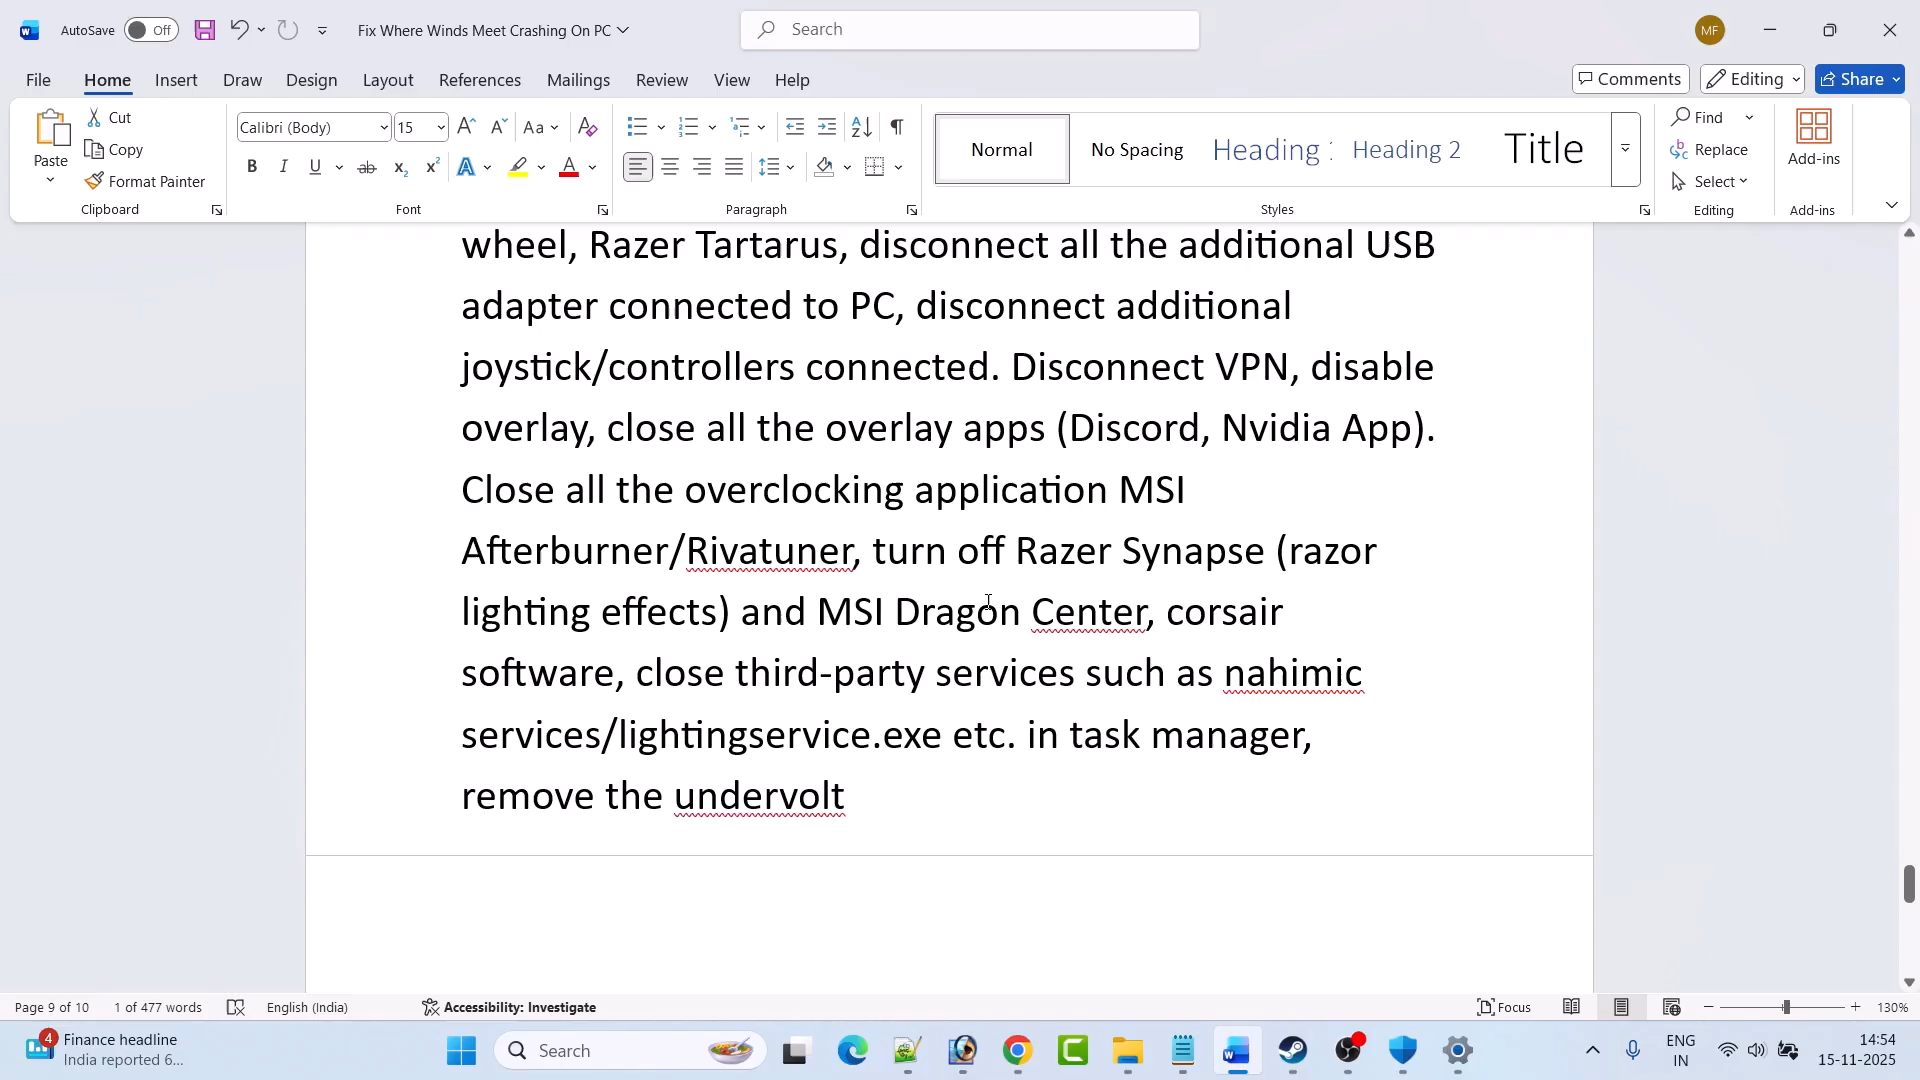 AutoSave Off Fix Where Winds Meet Crashing On PC Search MF
File Home Insert Draw Design Layout References Mailings Review View Help Comments Editing Share
Paste Cut Copy Format Painter Clipboard
Calibri (Body) 15 Aa Font
Paragraph
Normal No Spacing Heading 1 Heading 2 Title Styles
Find Replace Select Editing
Add-ins Add-ins
wheel, Razer Tartarus, disconnect all the additional USB
adapter connected to PC, disconnect additional
joystick/controllers connected. Disconnect VPN, disable
overlay, close all the overlay apps (Discord, Nvidia App).
Close all the overclocking application MSI
Afterburner/Rivatuner, turn off Razer Synapse (razor
lighting effects) and MSI Dragon Center, corsair
software, close third-party services such as nahimic
services/lightingservice.exe etc. in task manager,
remove the undervolt
Page 9 of 10 1 of 477 words English (India) Accessibility: Investigate Focus 130%
4 Finance headline Search ENG 14:54
India reported 6... IN 15-11-2025